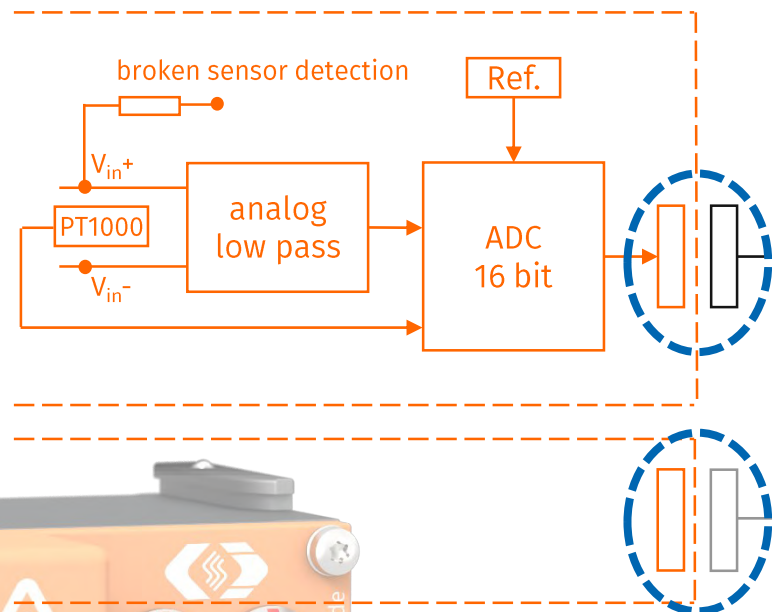 broken sensor detection
Ref.
Vin+
PT1000
analog
low pass
ADC
16 bit
Vin-